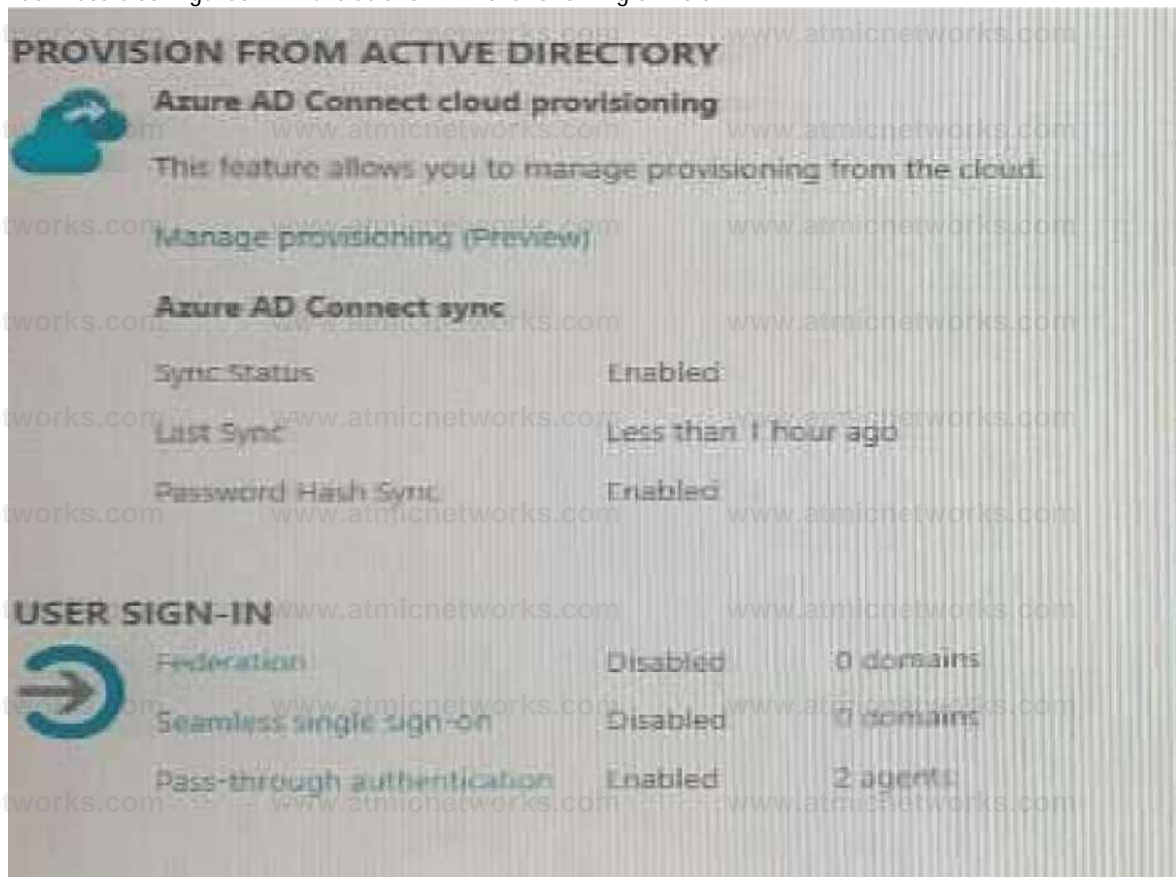 PROVISION FROM ACTIVE DIRECTORY
Azure AD Connect cloud provisioning
This feature allows you to manage provisioning from the cloud.
Manage provisioning (Preview)
Azure AD Connect sync
Sync Status Enabled
Last Sync Less than 1 hour ago
Password Hash Sync Enabled
USER SIGN-IN
Federation Disabled 0 domains
Seamless single sign-on Disabled 0 domains
Pass-through authentication Enabled 2 agents
www.atmicnetworks.com